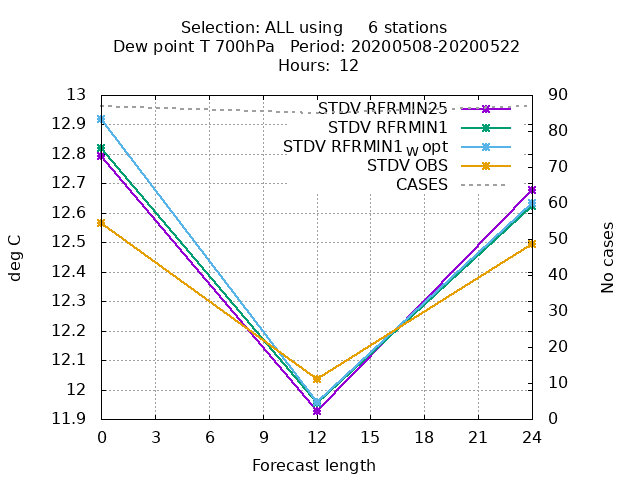 Selection: ALL using     6 stations
Dew point T 700hPa   Period: 20200508-20200522
Hours:  12
13
12.9
12.8
12.7
12.6
12.5
12.4
12.3
12.2
12.1
12
11.9
deg C
STDV RFRMIN25
STDV RFRMIN1
STDV RFRMIN1_W opt
STDV OBS
CASES
90
80
70
60
50
40
30
20
10
0
No cases
0 3 6 9 12 15 18 21 24
Forecast length